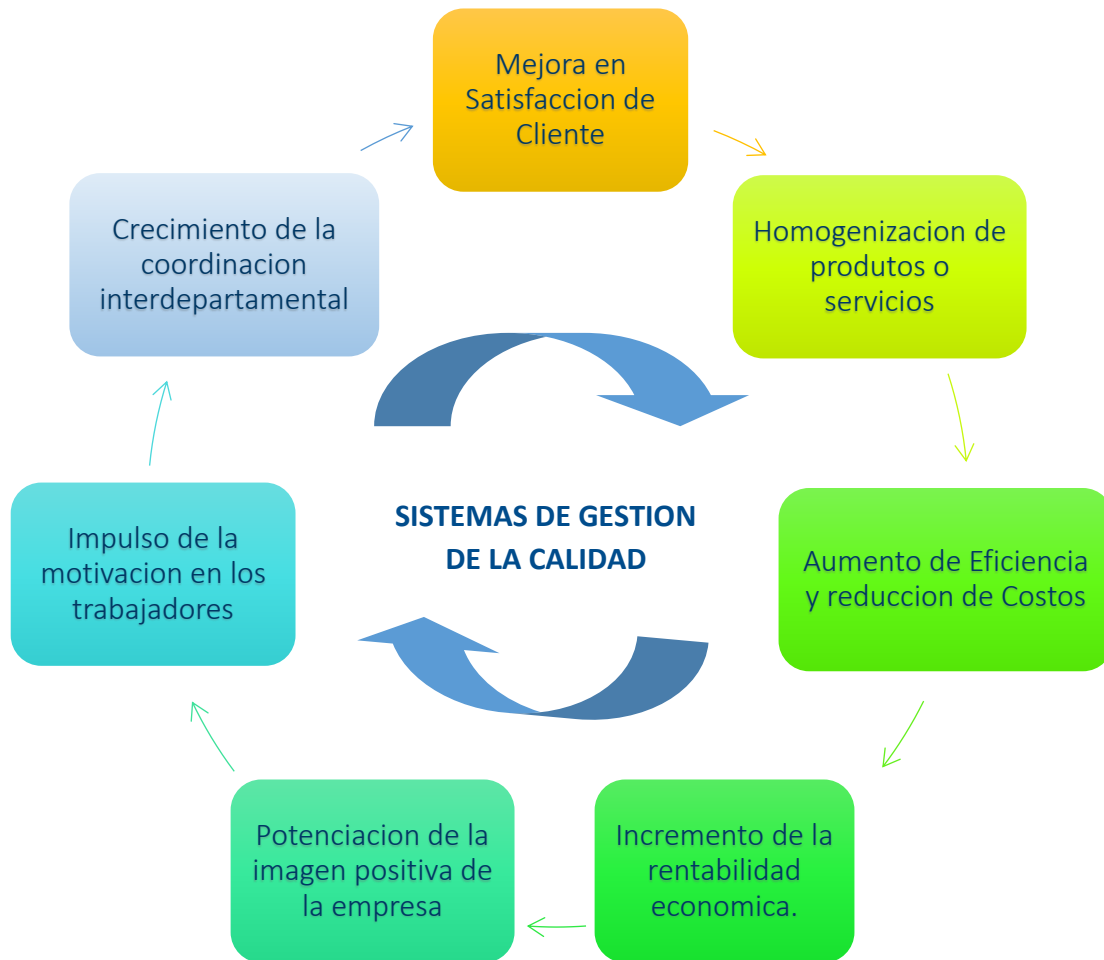 Mejora en
Satisfaccion de
Cliente
Homogenizacion de
produtos o
servicios
Aumento de Eficiencia
y reduccion de Costos
Incremento de la
rentabilidad
economica.
Potenciacion de la
imagen positiva de
la empresa
Impulso de la
motivacion en los
trabajadores
Crecimiento de la
coordinacion
interdepartamental
SISTEMAS DE GESTION
DE LA CALIDAD